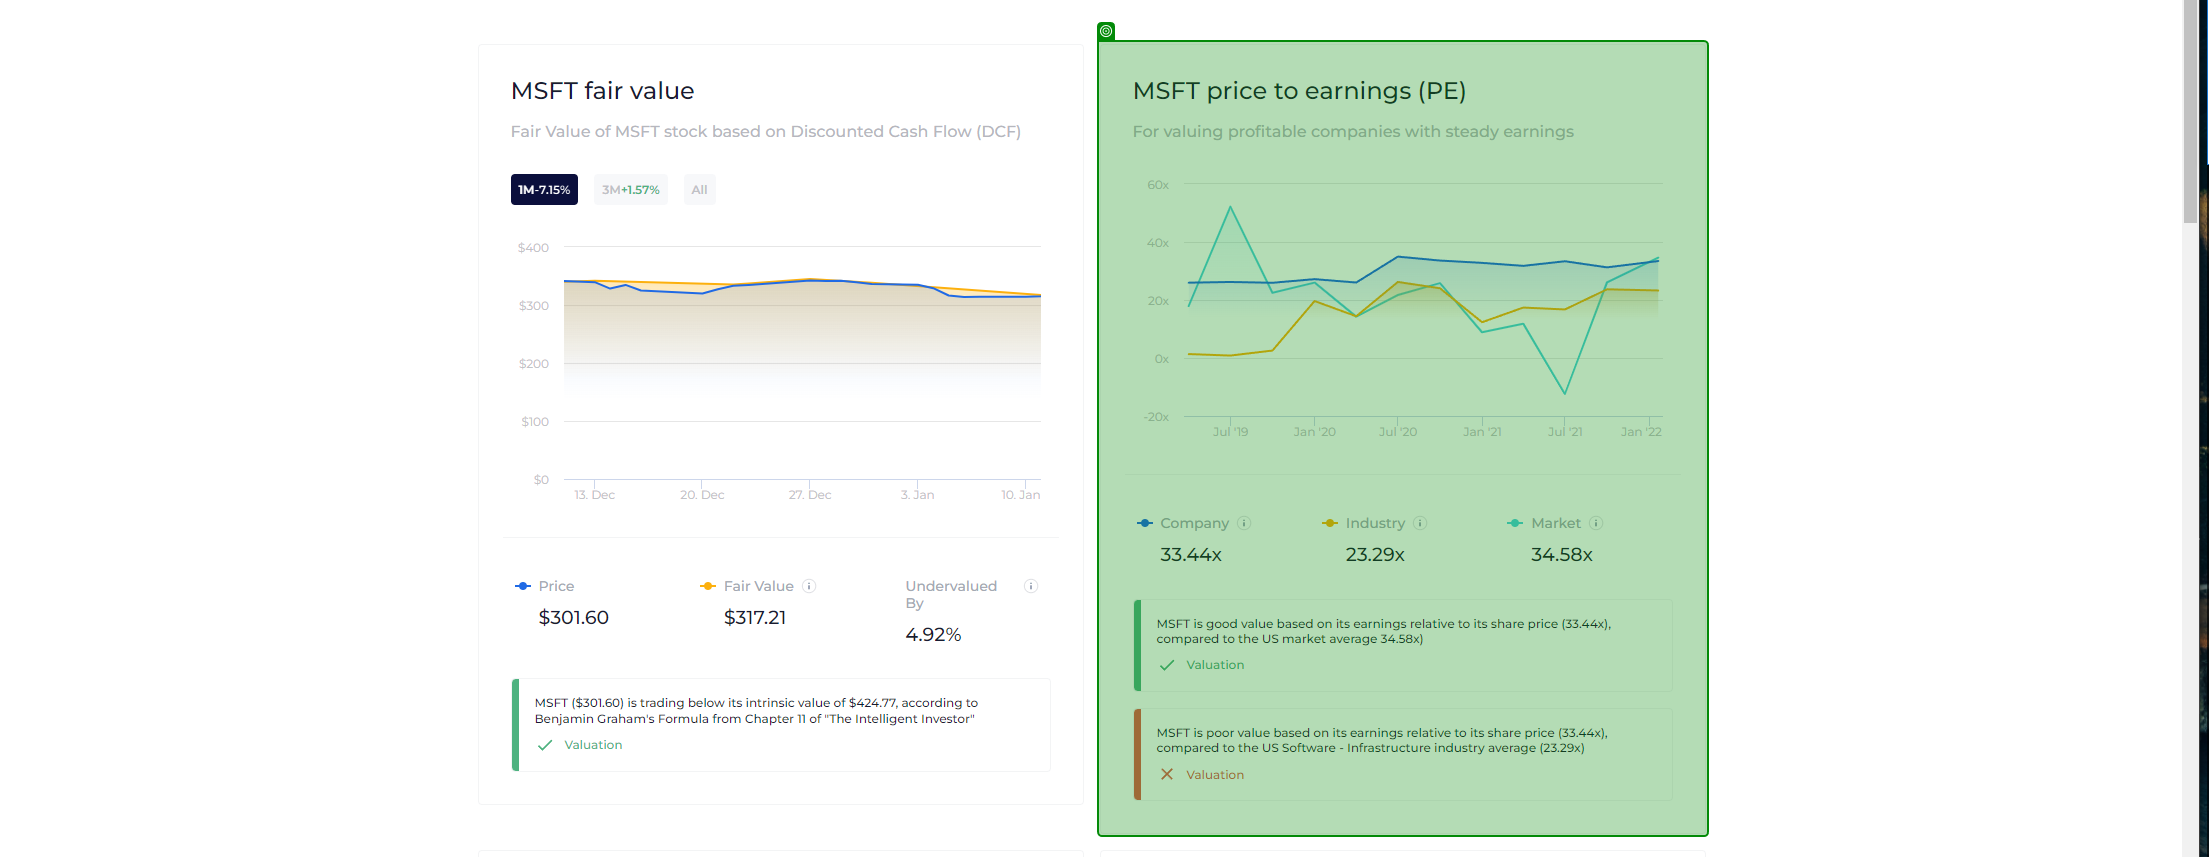 MSFT fair value
Fair Value of MSFT stock based on Discounted Cash Flow (DCF)
1M-7.15%
3M+1.57%
All
$400
$300
$200
$100
$0
13. Dec
20. Dec
27. Dec
3. Jan
10. Jan
Price
$301.60
Fair Value
$317.21
Undervalued
By
4.92%
MSFT ($301.60) is trading below its intrinsic value of $424.77, according to
Benjamin Graham's Formula from Chapter 11 of "The Intelligent Investor"
Valuation
MSFT price to earnings (PE)
For valuing profitable companies with steady earnings
60x
40x
20x
0x
-20x
Jul '19
Jan '20
Jul '20
Jan '21
Jul '21
Jan '22
Company
33.44x
Industry
23.29x
Market
34.58x
MSFT is good value based on its earnings relative to its share price (33.44x),
compared to the US market average 34.58x)
Valuation
MSFT is poor value based on its earnings relative to its share price (33.44x),
compared to the US Software - Infrastructure industry average (23.29x)
Valuation